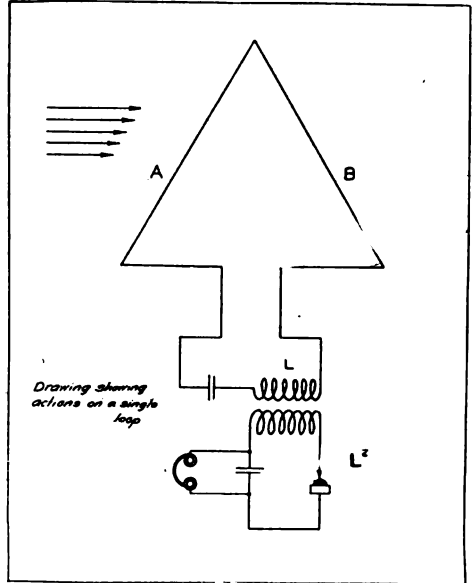 A
B
L
Drawing showing
actions on a single
loop
L²